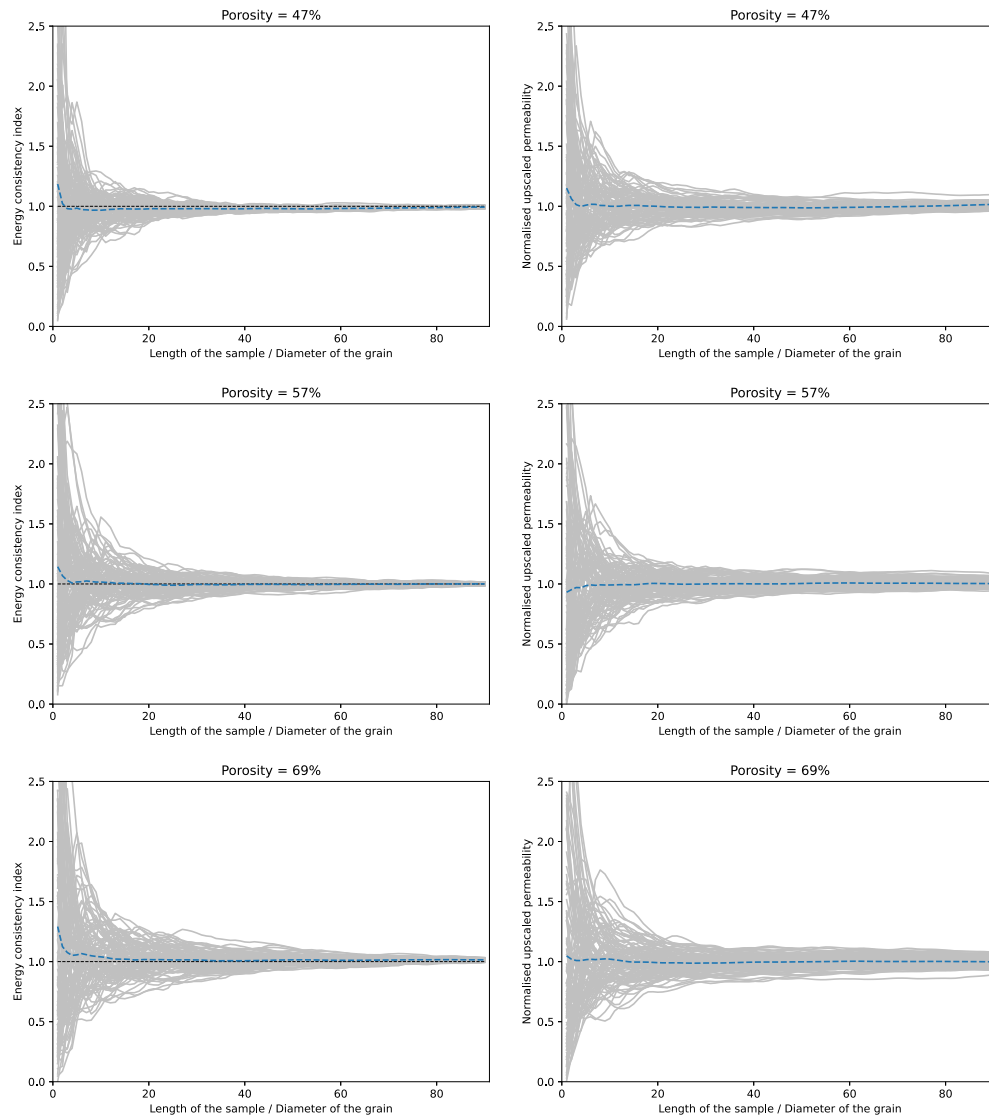 Porosity = 47%
2.5
2.0
1.5
1.0
0.5
0.0
Energy consistency index
0 20 40 60 80
Length of the sample / Diameter of the grain
Porosity = 47%
2.5
2.0
1.5
1.0
0.5
0.0
Normalised upscaled permeability
0 20 40 60 80
Length of the sample / Diameter of the grain
Porosity = 57%
2.5
2.0
1.5
1.0
0.5
0.0
Energy consistency index
0 20 40 60 80
Length of the sample / Diameter of the grain
Porosity = 57%
2.5
2.0
1.5
1.0
0.5
0.0
Normalised upscaled permeability
0 20 40 60 80
Length of the sample / Diameter of the grain
Porosity = 69%
2.5
2.0
1.5
1.0
0.5
0.0
Energy consistency index
0 20 40 60 80
Length of the sample / Diameter of the grain
Porosity = 69%
2.5
2.0
1.5
1.0
0.5
0.0
Normalised upscaled permeability
0 20 40 60 80
Length of the sample / Diameter of the grain